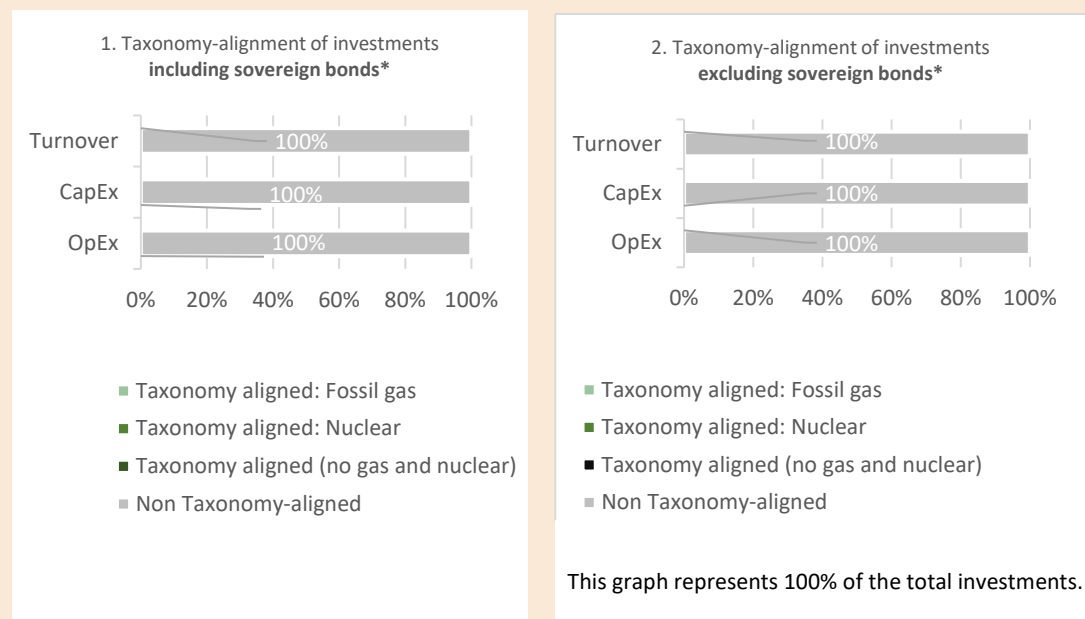 1. Taxonomy-alignment of investments
including sovereign bonds*
Turnover
100%
CapEx
100%
OpEx
100%
0% 20% 40% 60% 80% 100%
Taxonomy aligned: Fossil gas
Taxonomy aligned: Nuclear
Taxonomy aligned (no gas and nuclear)
Non Taxonomy-aligned
2. Taxonomy-alignment of investments
excluding sovereign bonds*
Turnover
100%
CapEx
100%
OpEx
100%
0% 20% 40% 60% 80% 100%
Taxonomy aligned: Fossil gas
Taxonomy aligned: Nuclear
Taxonomy aligned (no gas and nuclear)
Non Taxonomy-aligned
This graph represents 100% of the total investments.